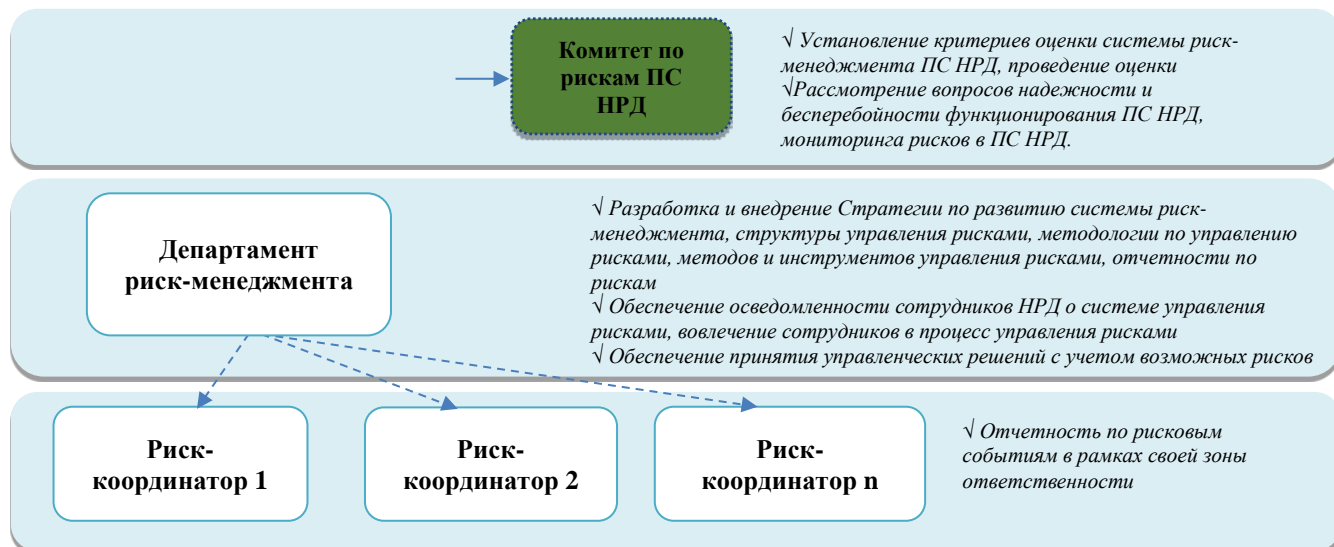 Комитет по
рискам ПС
НРД
√ Установление критериев оценки системы риск-
менеджмента ПС НРД, проведение оценки
√Рассмотрение вопросов надежности и
бесперебойности функционирования ПС НРД,
мониторинга рисков в ПС НРД.
Департамент
риск-менеджмента
√ Разработка и внедрение Стратегии по развитию системы риск-
менеджмента, структуры управления рисками, методологии по управлению
рисками, методов и инструментов управления рисками, отчетности по
рискам
√ Обеспечение осведомленности сотрудников НРД о системе управления
рисками, вовлечение сотрудников в процесс управления рисками
√ Обеспечение принятия управленческих решений с учетом возможных рисков
Риск-
координатор 1
Риск-
координатор 2
Риск-
координатор n
√ Отчетность по рисковым
событиям в рамках своей зоны
ответственности